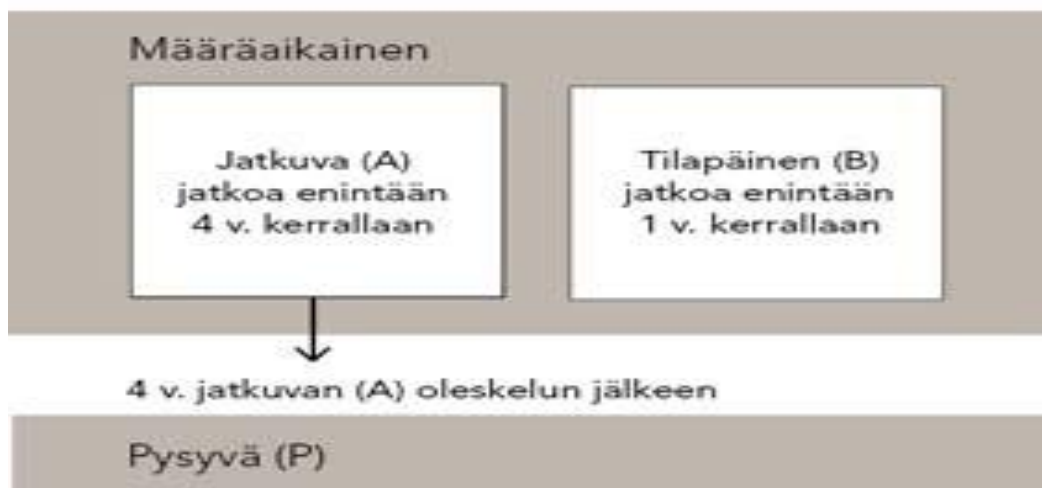 Määräaikainen
Jatkuva (A)
jatkoa enintään
4 v. kerrallaan
Tilapäinen (B)
jatkoa enintään
1 v. kerrallaan
4 v. jatkuvan (A) oleskelun jälkeen
Pysyvä (P)